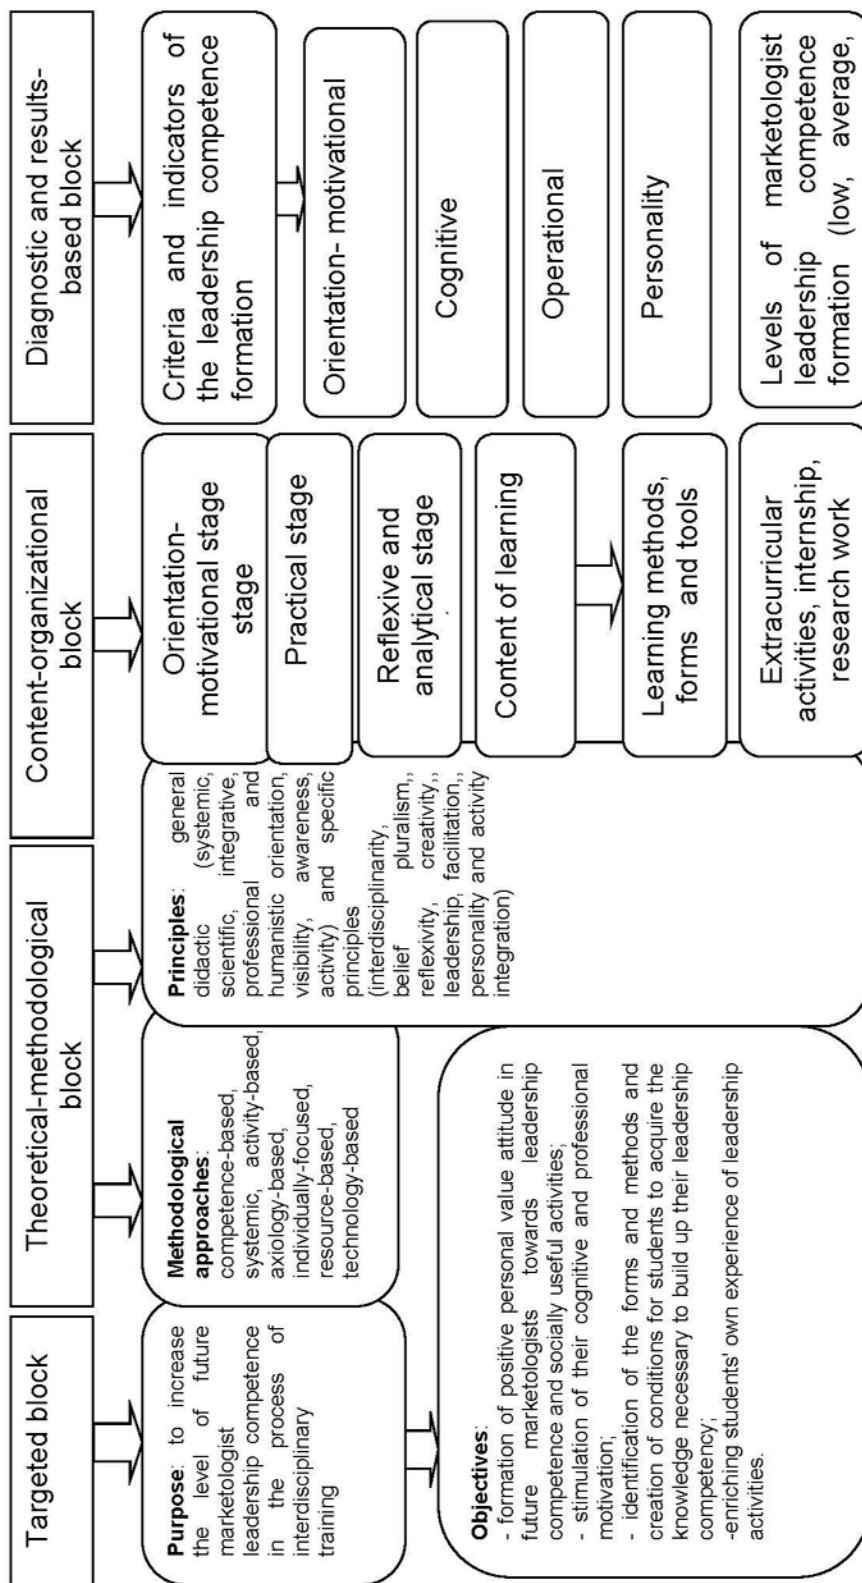 Targeted block
Purpose: to increase
the level of future
marketologist
leadership competence
in the process of
interdisciplinary
training
Objectives:
- formation of positive personal value attitude in
future marketologists towards leadership
competence and socially useful activities;
- stimulation of their cognitive and professional
motivation;
- identification of the forms and methods and
creation of conditions for students to acquire the
knowledge necessary to build up their leadership
competency;
-enriching students' own experience of leadership
activities.
Theoretical-methodological
block
Methodological
approaches:
competence-based,
systemic, activity-based,
axiology-based,
individually-focused,
resource-based,
technology-based
Principles: general
didactic (systemic,
scientific, integrative,
professional and
humanistic orientation,
visibility, awareness,
activity) and specific
principles
(interdisciplinarity,
belief pluralism,,
reflexivity, creativity,,
leadership, facilitation,,
personality and activity
integration)
Content-organizational
block
Orientation-
motivational stage
stage
Practical stage
Reflexive and
analytical stage
Content of learning
Learning methods,
forms and tools
Extracurricular
activities, internship,
research work
Diagnostic and results-
based block
Criteria and indicators of
the leadership competence
formation
Orientation- motivational
Cognitive
Operational
Personality
Levels of marketologist
leadership competence
formation (low, average,